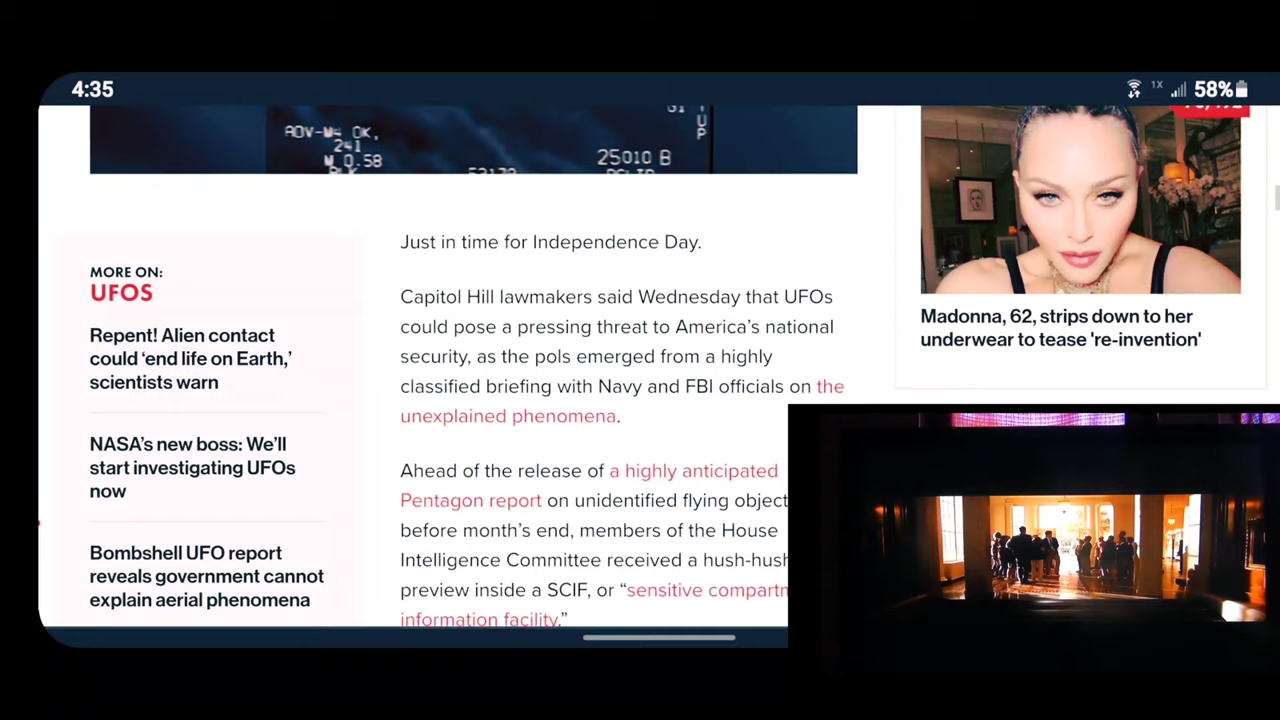 4:35
1X
58%
ADV-M4 OK,
241
M 0.58
25010 B
U
P
MORE ON:
UFOS
Repent! Alien contact
could ‘end life on Earth,’
scientists warn
NASA’s new boss: We’ll
start investigating UFOs
now
Bombshell UFO report
reveals government cannot
explain aerial phenomena
Just in time for Independence Day.
Capitol Hill lawmakers said Wednesday that UFOs
could pose a pressing threat to America’s national
security, as the pols emerged from a highly
classified briefing with Navy and FBI officials on the
unexplained phenomena.
Ahead of the release of a highly anticipated
Pentagon report on unidentified flying object
before month’s end, members of the House
Intelligence Committee received a hush-hush
preview inside a SCIF, or “sensitive compartm
information facility.”
Madonna, 62, strips down to her
underwear to tease 're-invention'